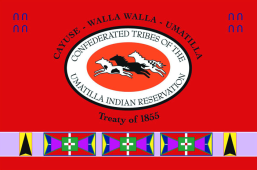 CAYUSE - WALLA WALLA - UMATILLA
CONFEDERATED TRIBES OF THE
UMATILLA INDIAN RESERVATION
Treaty of 1855